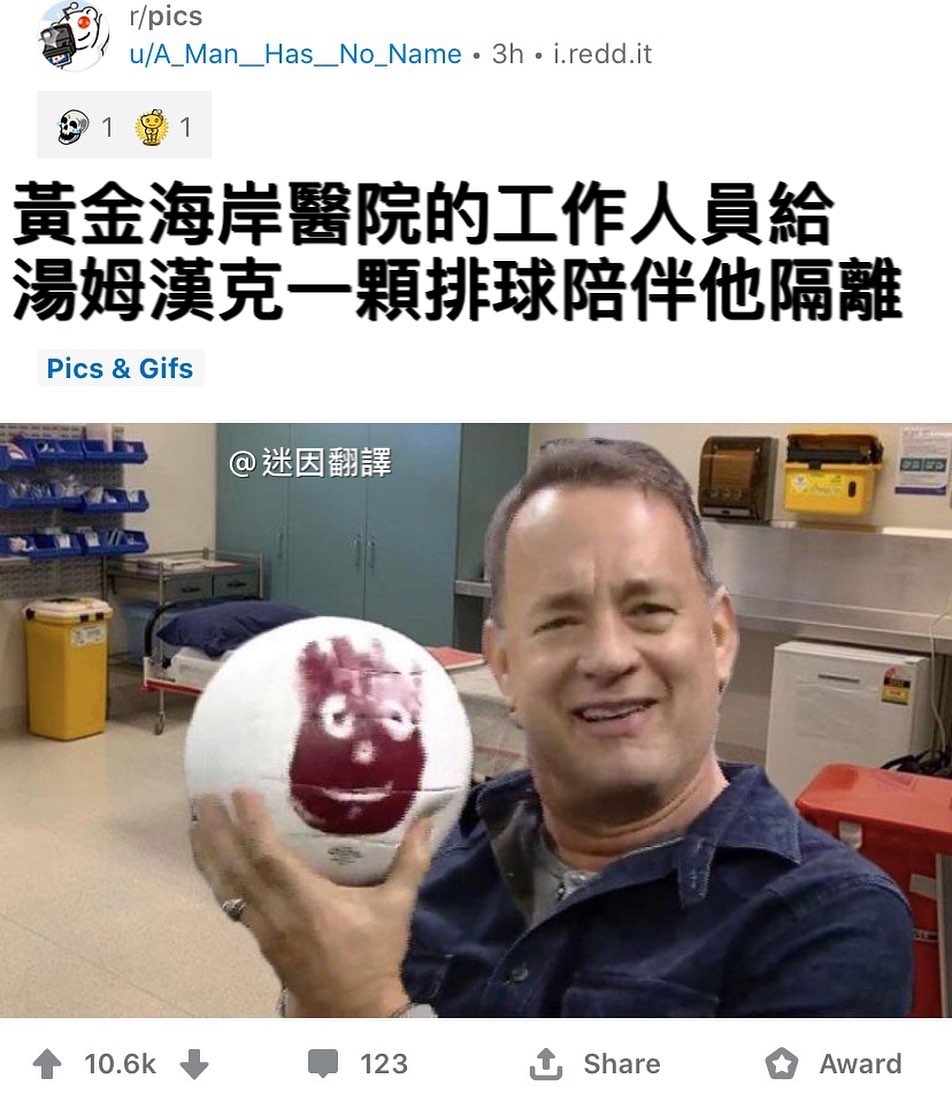 r/pics
u/A_Man__Has__No_Name • 3h • i.redd.it
1 1
黃金海岸醫院的工作人員給
湯姆漢克一顆排球陪伴他隔離
Pics & Gifs
@迷因翻譯
10.6k 123 Share Award